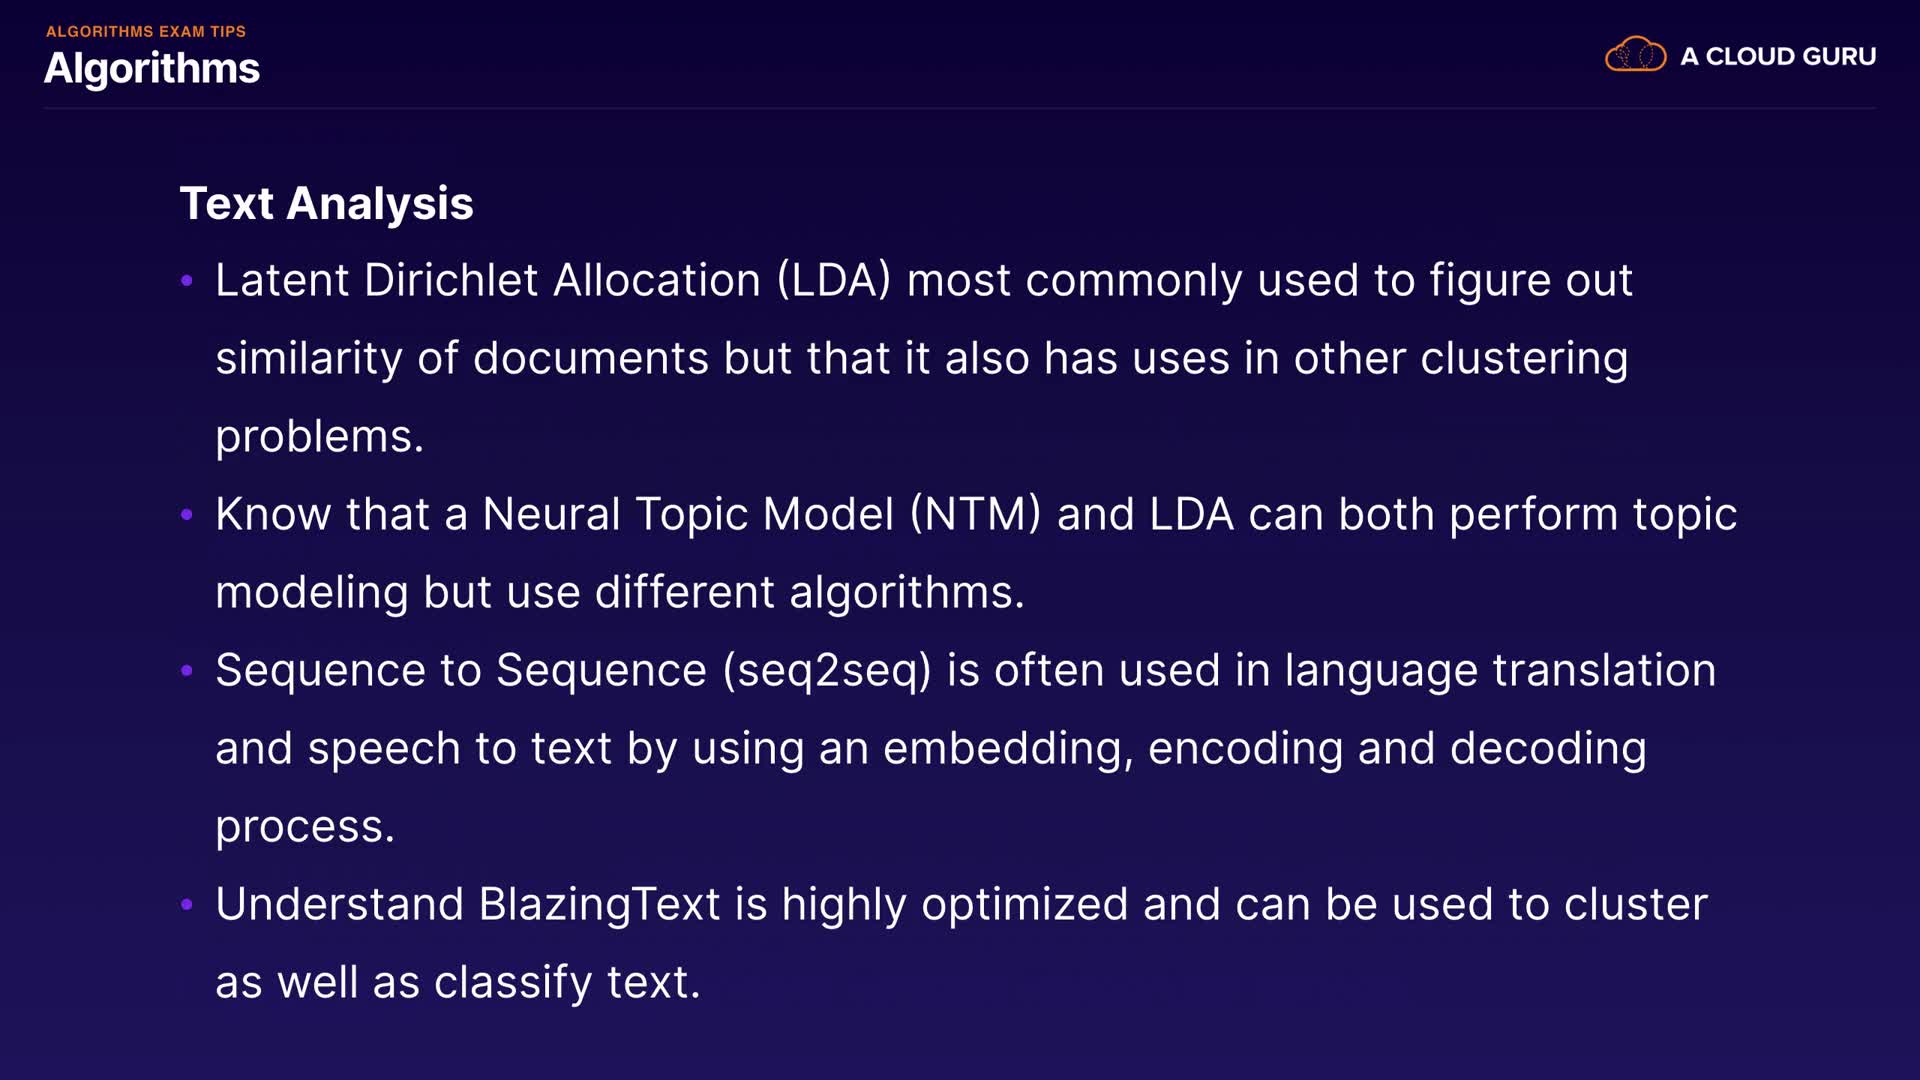 ALGORITHMS EXAM TIPS
Algorithms
A CLOUD GURU
Text Analysis
• Latent Dirichlet Allocation (LDA) most commonly used to figure out
similarity of documents but that it also has uses in other clustering
problems.
• Know that a Neural Topic Model (NTM) and LDA can both perform topic
modeling but use different algorithms.
• Sequence to Sequence (seq2seq) is often used in language translation
and speech to text by using an embedding, encoding and decoding
process.
• Understand BlazingText is highly optimized and can be used to cluster
as well as classify text.